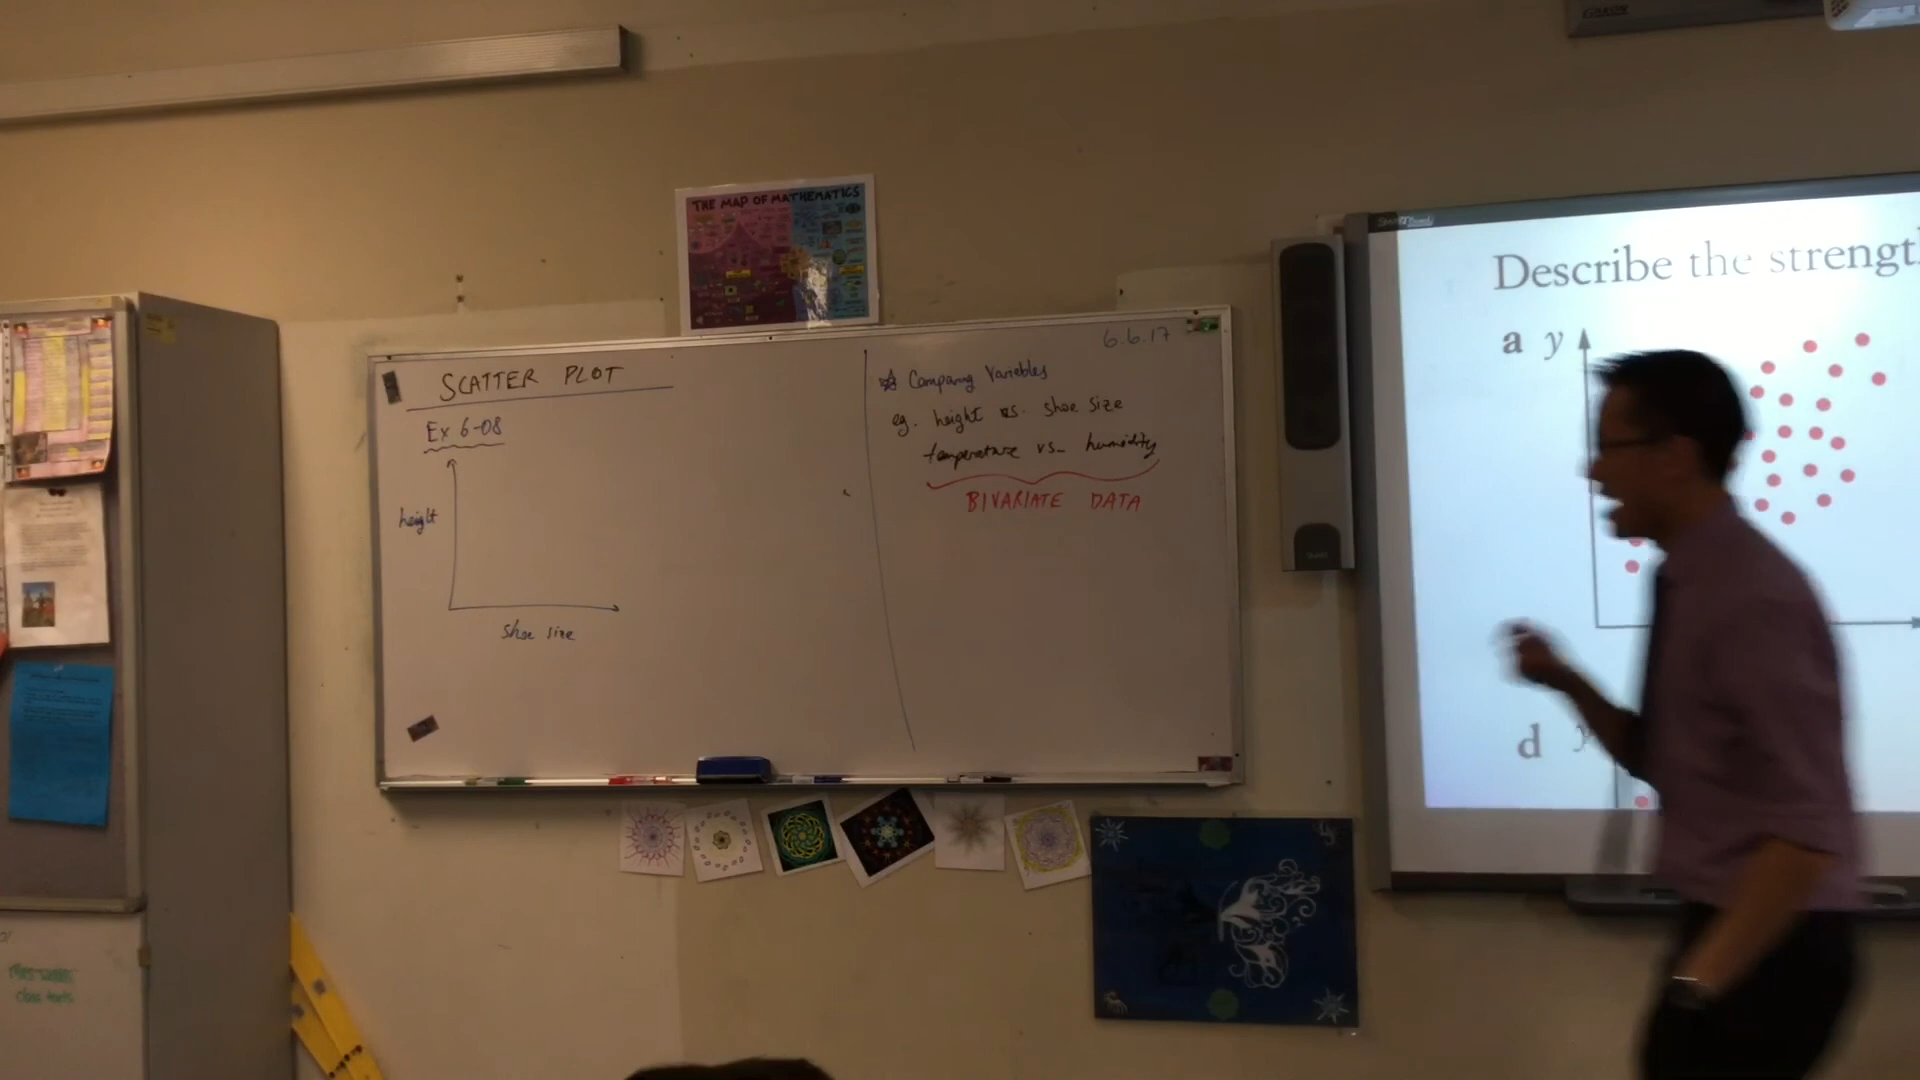 THE MAP OF MATHEMATICS
SCATTER PLOT
Ex 6-08
height
shoe size
6.6.17
Comparing Variables
eg. height vs. shoe size
temperature vs. humidity
BIVARIATE DATA
Describe the strengt
a y
d y